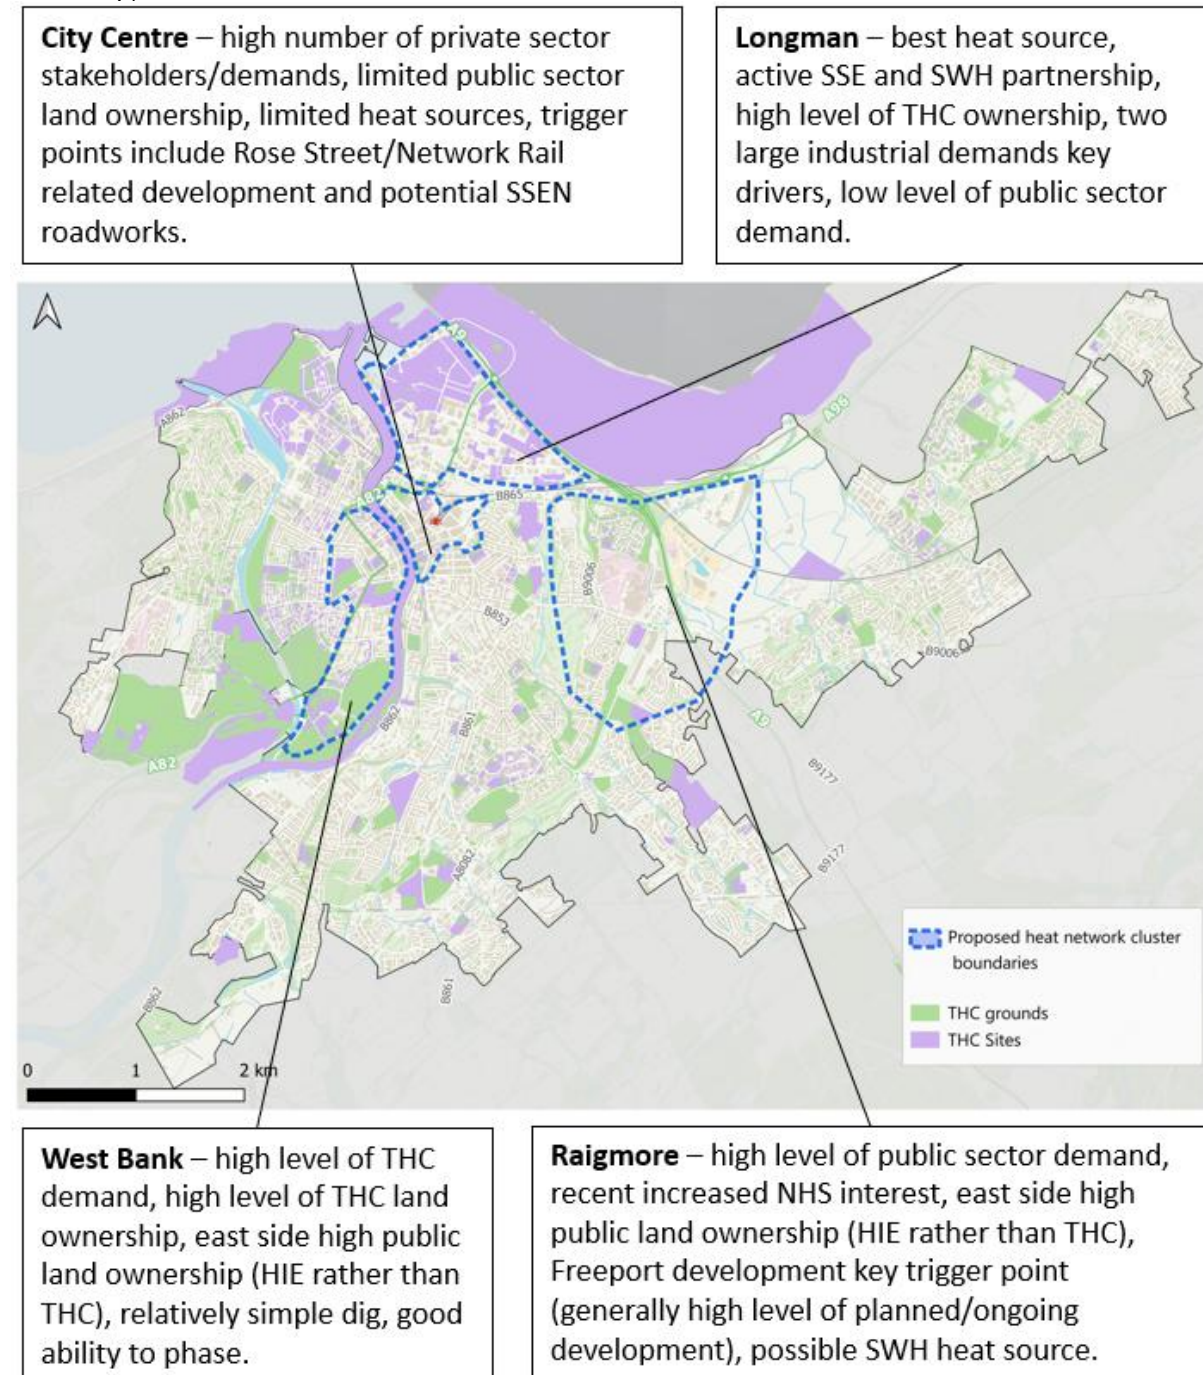 City Centre – high number of private sector
stakeholders/demands, limited public sector
land ownership, limited heat sources, trigger
points include Rose Street/Network Rail
related development and potential SSEN
roadworks.
Longman – best heat source,
active SSE and SWH partnership,
high level of THC ownership, two
large industrial demands key
drivers, low level of public sector
demand.
A9
A96
A862
A82
B865
B9006
B853
B9006
B862
B861
A9
A82
B9177
A8082
B9177
B861
B862
Proposed heat network cluster
boundaries
THC grounds
THC Sites
0 1 2 km
West Bank – high level of THC
demand, high level of THC land
ownership, east side high public
land ownership (HIE rather than
THC), relatively simple dig, good
ability to phase.
Raigmore – high level of public sector demand,
recent increased NHS interest, east side high
public land ownership (HIE rather than THC),
Freeport development key trigger point
(generally high level of planned/ongoing
development), possible SWH heat source.